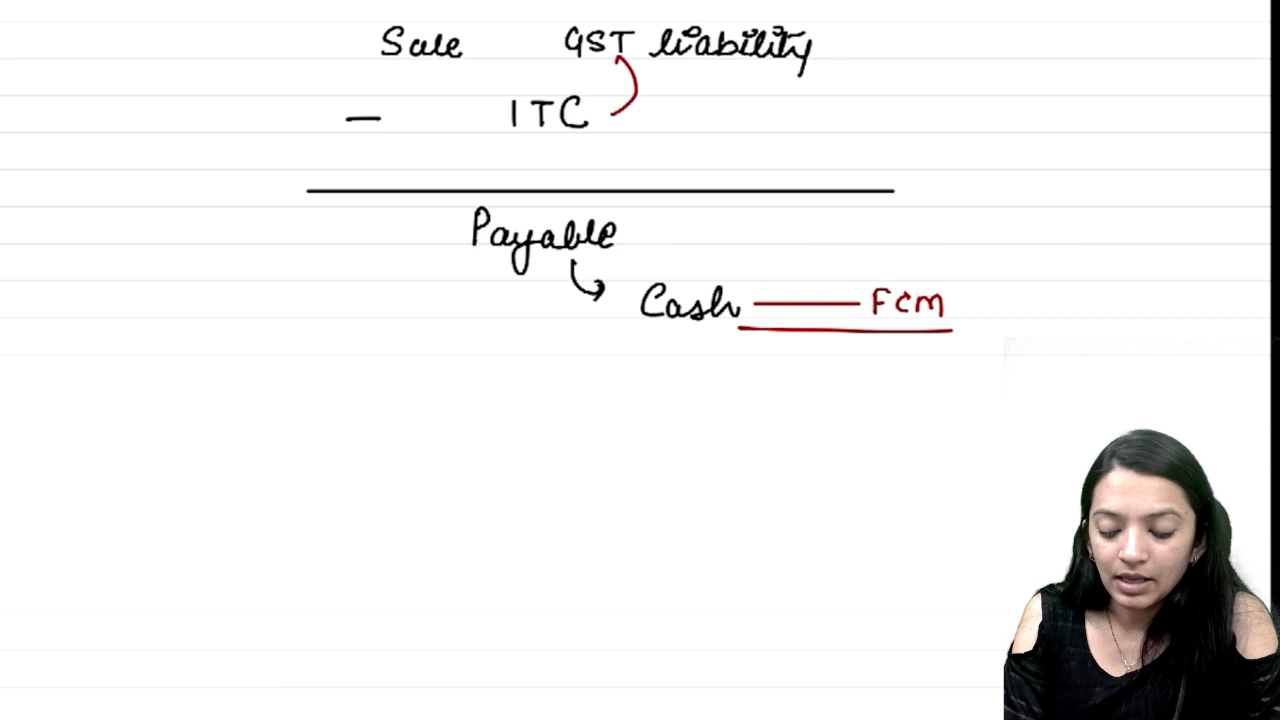 Sale GST liability
— ITC
Payable
Cash — FCM